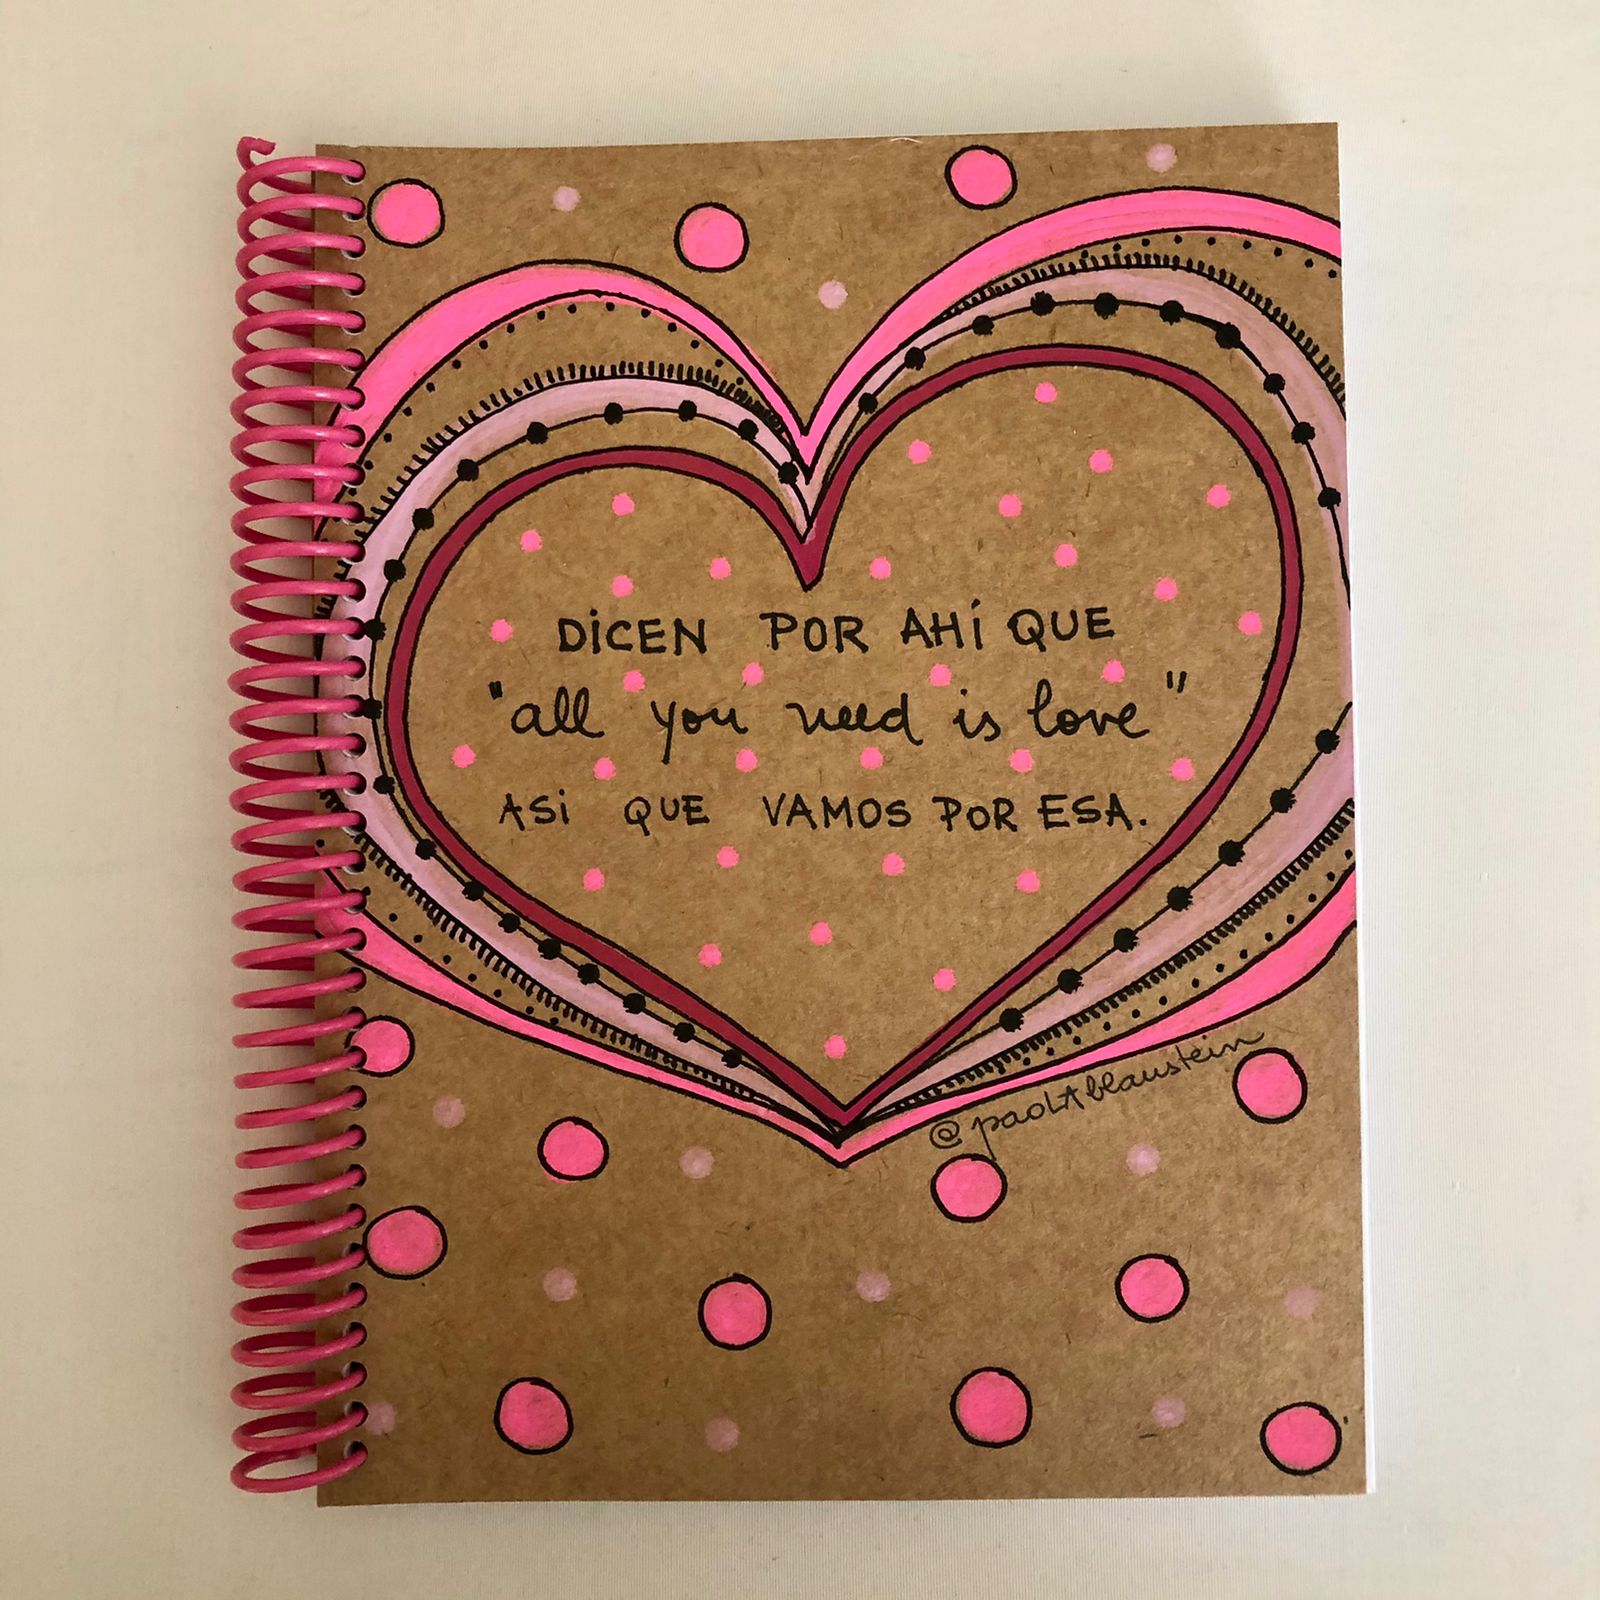 DiCEN POR AHÍ QUE
"all you need is love"
ASi QUE VAMOS POR ESA.
@paolAblaustein